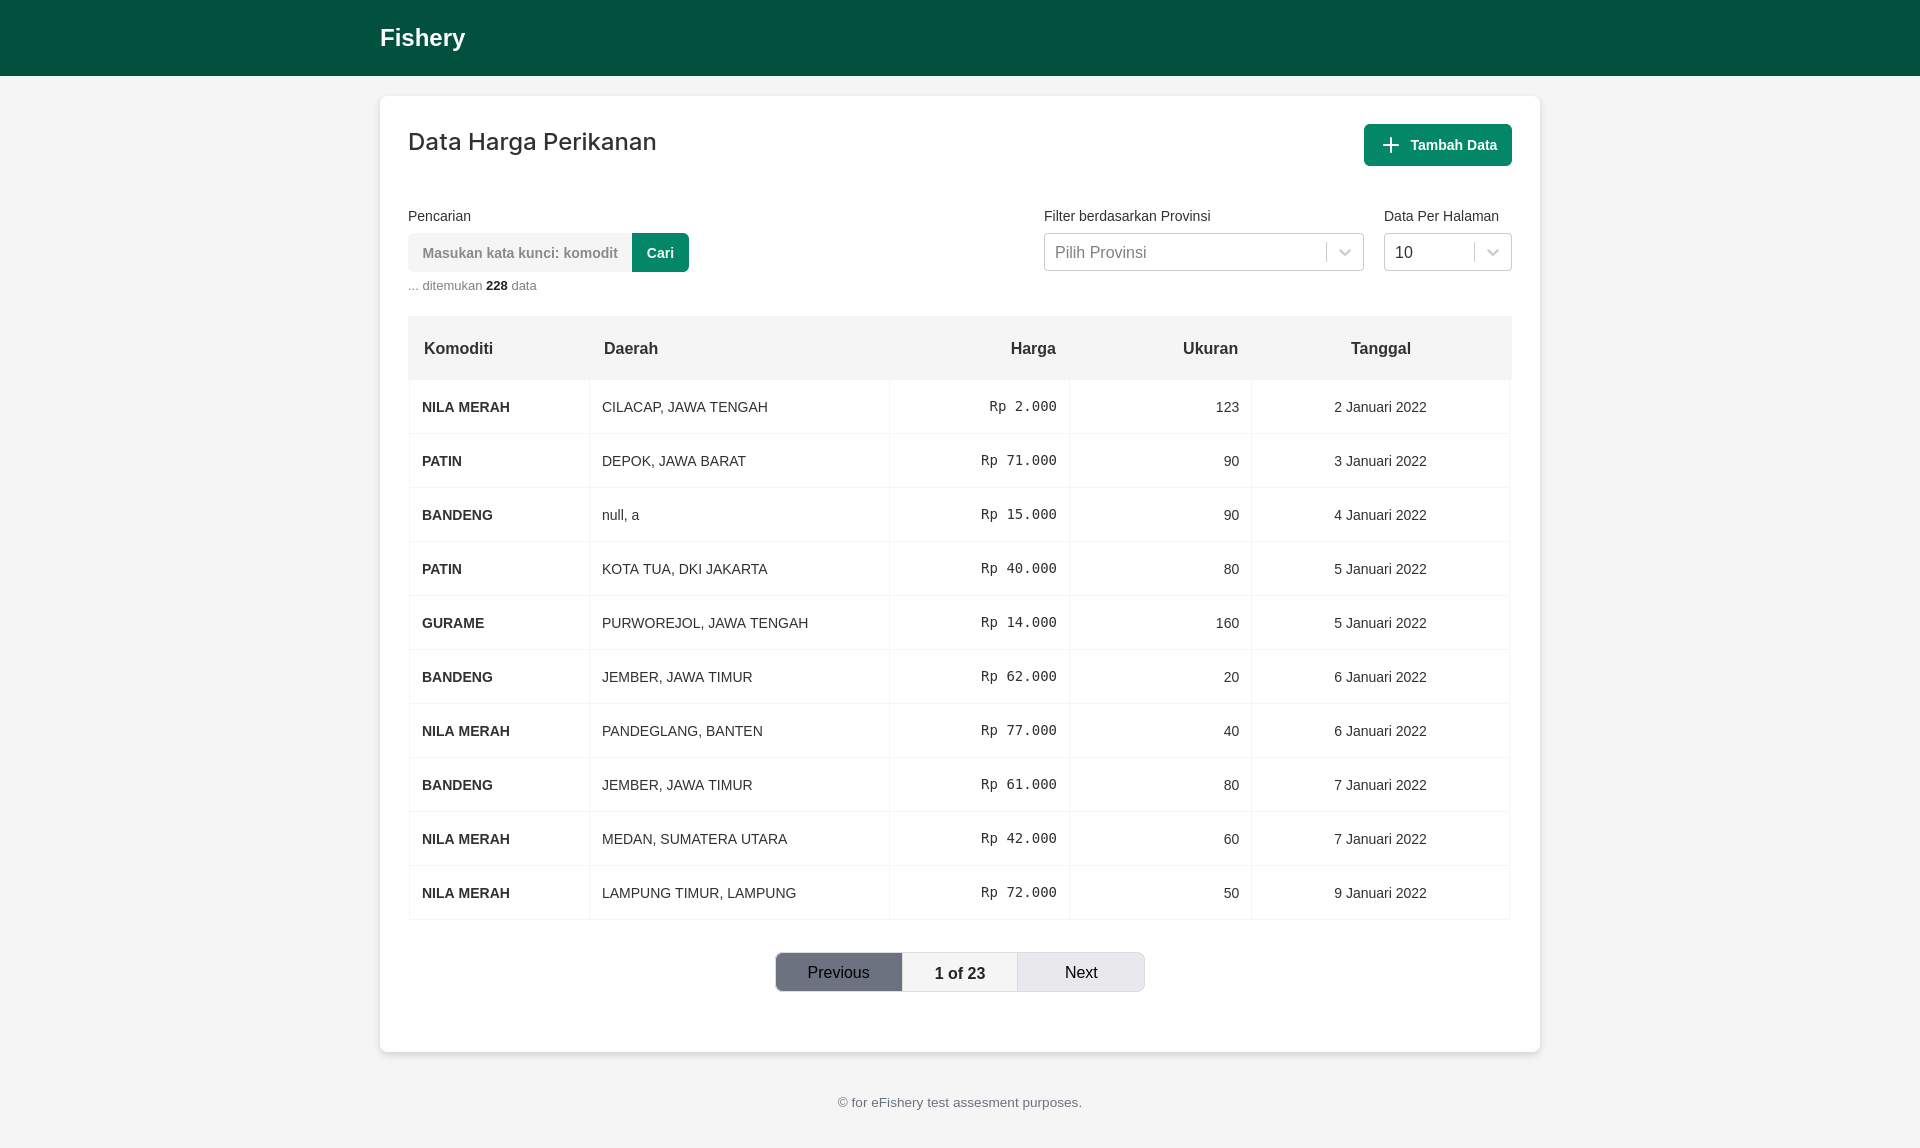 Fishery
Data Harga Perikanan
Tambah Data
Pencarian
Filter berdasarkan Provinsi
Data Per Halaman
Masukan kata kunci: komodit
Cari
Pilih Provinsi
10
... ditemukan 228 data
Komoditi Daerah Harga Ukuran Tanggal
NILA MERAH CILACAP, JAWA TENGAH Rp 2.000 123 2 Januari 2022
PATIN DEPOK, JAWA BARAT Rp 71.000 90 3 Januari 2022
BANDENG null, a Rp 15.000 90 4 Januari 2022
PATIN KOTA TUA, DKI JAKARTA Rp 40.000 80 5 Januari 2022
GURAME PURWOREJOL, JAWA TENGAH Rp 14.000 160 5 Januari 2022
BANDENG JEMBER, JAWA TIMUR Rp 62.000 20 6 Januari 2022
NILA MERAH PANDEGLANG, BANTEN Rp 77.000 40 6 Januari 2022
BANDENG JEMBER, JAWA TIMUR Rp 61.000 80 7 Januari 2022
NILA MERAH MEDAN, SUMATERA UTARA Rp 42.000 60 7 Januari 2022
NILA MERAH LAMPUNG TIMUR, LAMPUNG Rp 72.000 50 9 Januari 2022
Previous 1 of 23 Next
© for eFishery test assesment purposes.